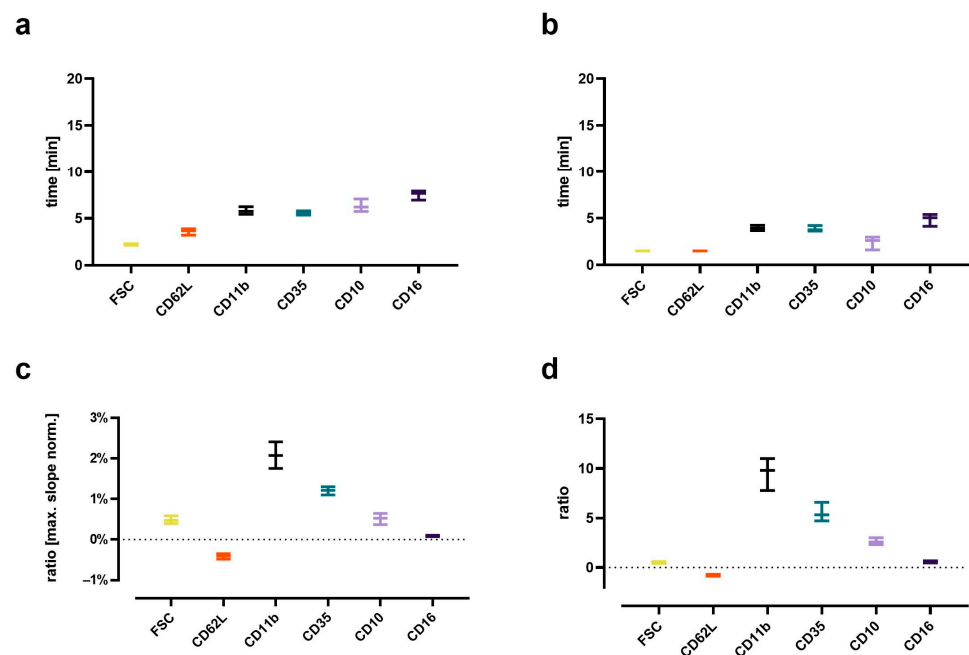 a
b
time [min]
20
15
10
5
0
FSC
CD62L
CD11b
CD35
CD10
CD16
time [min]
20
15
10
5
0
FSC
CD62L
CD11b
CD35
CD10
CD16
c
d
ratio [max. slope norm.]
3%
2%
1%
0%
–1%
FSC
CD62L
CD11b
CD35
CD10
CD16
ratio
15
10
5
0
FSC
CD62L
CD11b
CD35
CD10
CD16